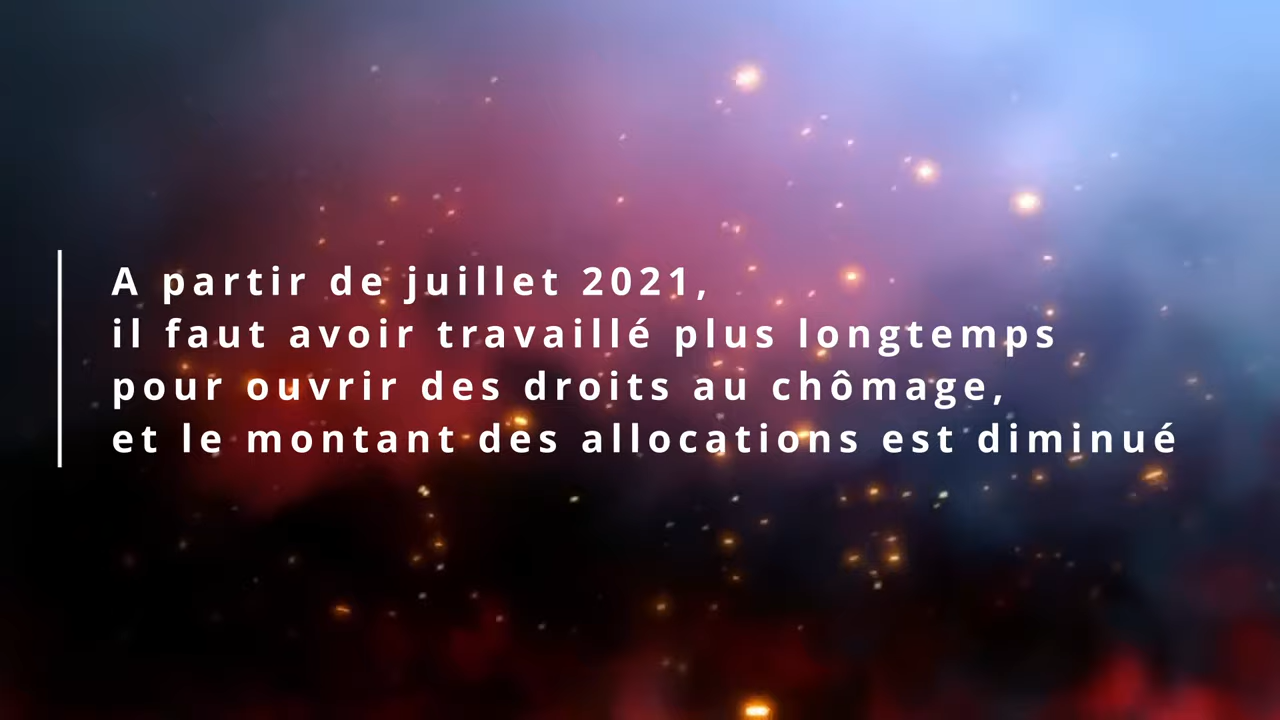 A partir de juillet 2021,
il faut avoir travaillé plus longtemps
pour ouvrir des droits au chômage,
et le montant des allocations est diminué